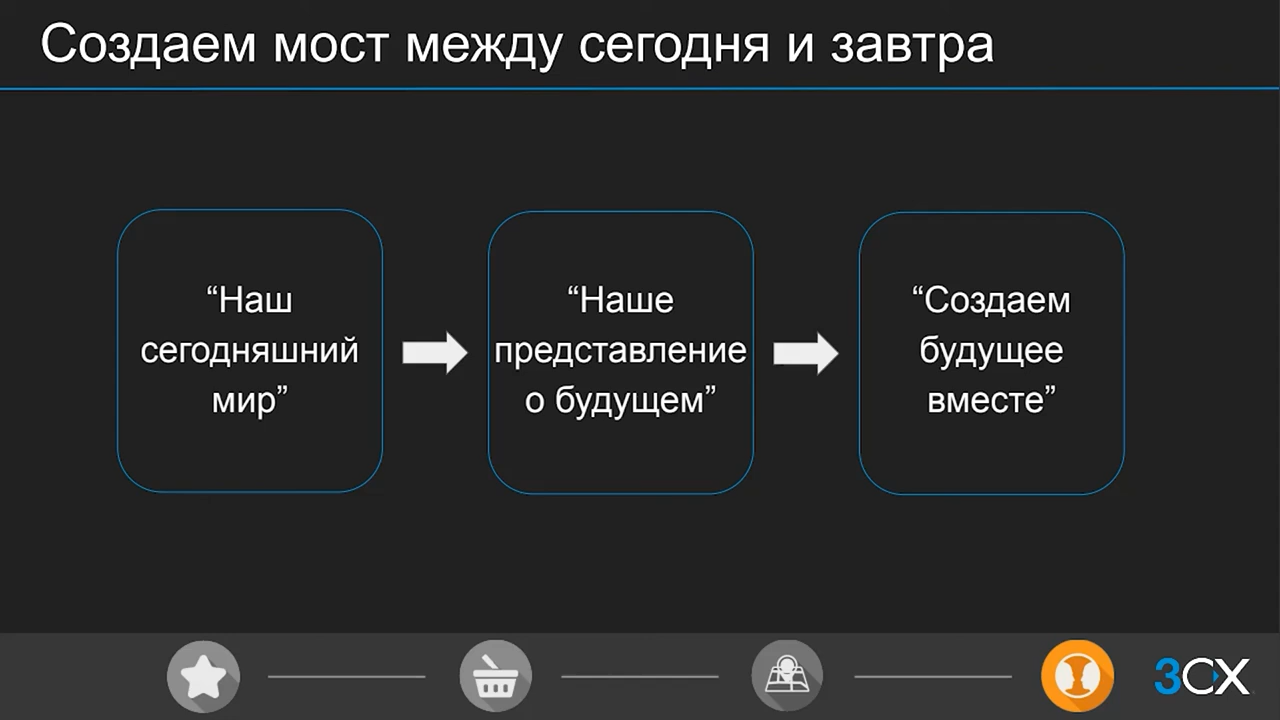 Создаем мост между сегодня и завтра
“Наш
сегодняшний
мир”
“Наше
представление
о будущем”
“Создаем
будущее
вместе”
3CX